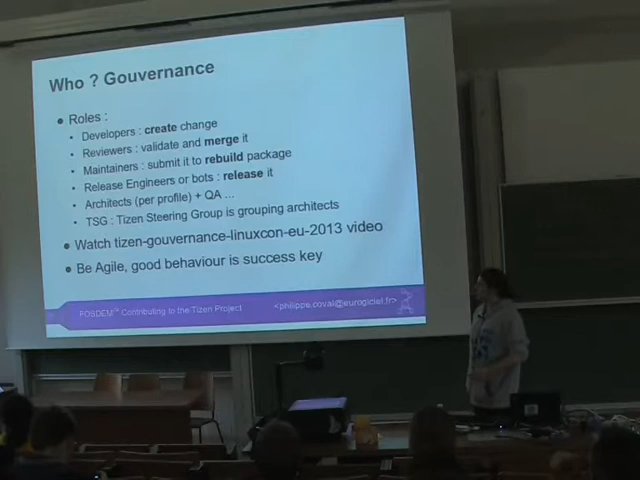 Who ? Gouvernance
● Roles :
• Developers : create change
• Reviewers : validate and merge it
• Maintainers : submit it to rebuild package
• Release Engineers or bots : release it
• Architects (per profile) + QA ...
• TSG : Tizen Steering Group is grouping architects
● Watch tizen-gouvernance-linuxcon-eu-2013 video
● Be Agile, good behaviour is success key
FOSDEM Contributing to the Tizen Project
<philippe.coval@eurogiciel.fr>